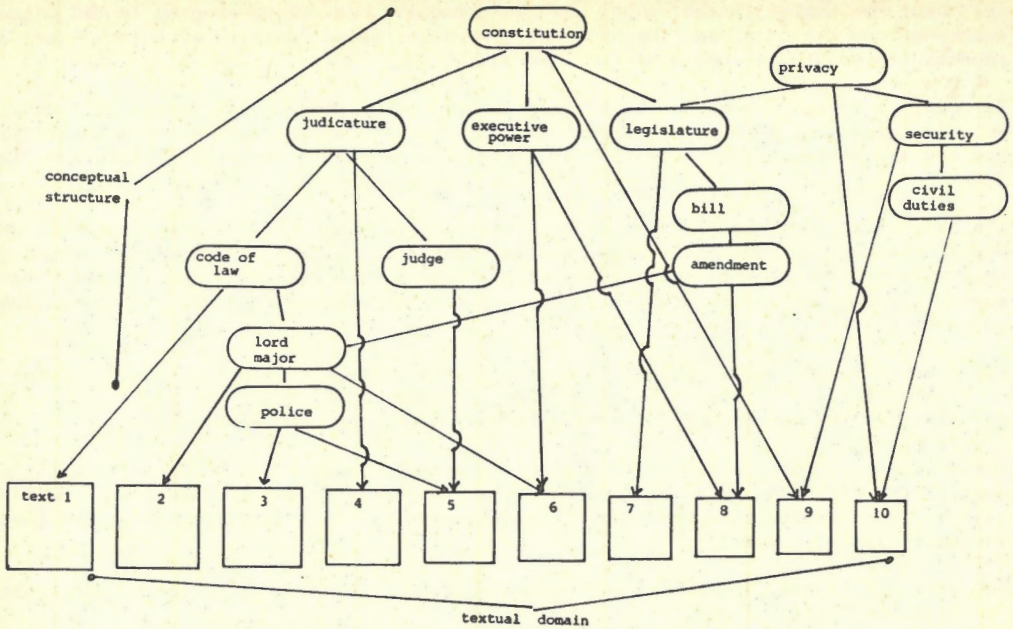 constitution
privacy
judicature
executive
power
legislature
security
conceptual
structure
civil
duties
bill
code of
law
judge
amendment
lord
major
police
text 1
2
3
4
5
6
7
8
9
10
textual domain